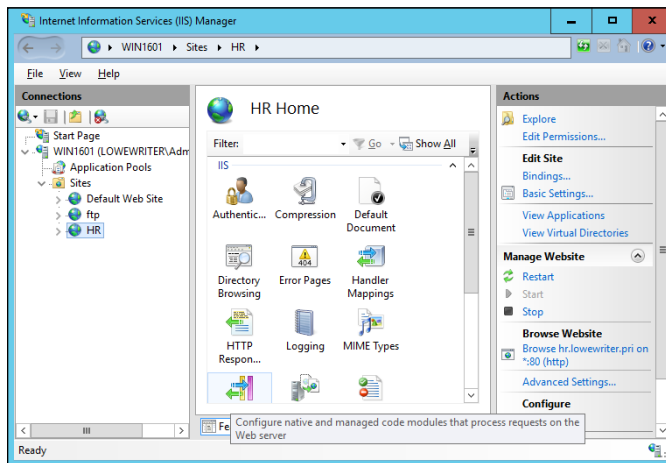 Internet Information Services (IIS) Manager
WIN1601 Sites HR
File View Help
Connections
Start Page
WIN1601 (LOWEWRITER\Adm
Application Pools
Sites
Default Web Site
ftp
HR
HR Home
Filter: Go Show All
IIS
Authentic... Compression Default
Document
Directory
Browsing
Error Pages
Handler
Mappings
HTTP
Respon...
Logging
MIME Types
404
Fe
Configure native and managed code modules that process requests on the
Web server
Actions
Explore
Edit Permissions...
Edit Site
Bindings...
Basic Settings...
View Applications
View Virtual Directories
Manage Website
Restart
Start
Stop
Browse Website
Browse hr.lowewriter.pri on
*:80 (http)
Advanced Settings...
Configure
Ready